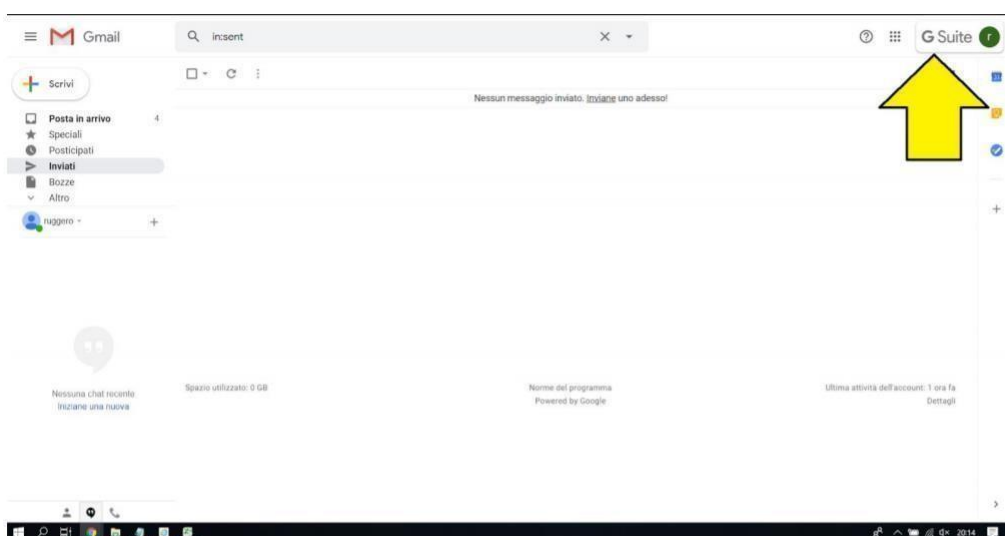 Gmail
in:sent
G Suite
r
Scrivi
Nessun messaggio inviato. Inviane uno adesso!
Posta in arrivo 4
Speciali
Posticipati
Inviati
Bozze
Altro
ruggero
Nessuna chat recente
Iniziane una nuova
Spazio utilizzato: 0 GB
Norme del programma
Powered by Google
Ultima attività dell'account: 1 ora fa
Dettagli
20:14